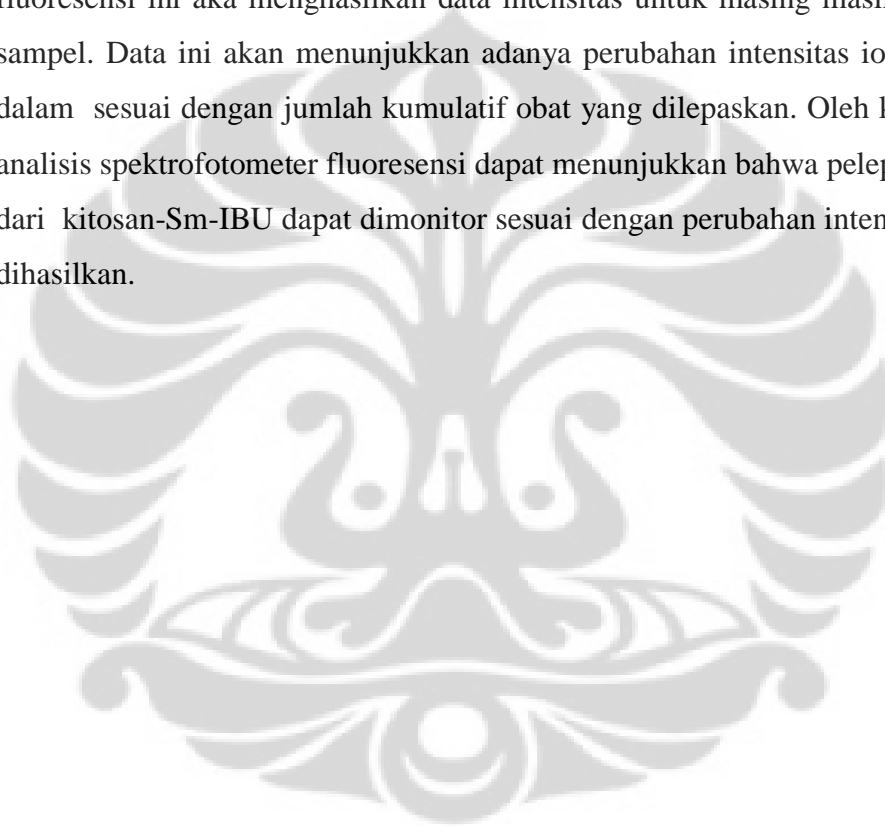 fluoresensi ini aka menghasilkan data intensitas untuk masing masin
sampel. Data ini akan menunjukkan adanya perubahan intensitas io
dalam sesuai dengan jumlah kumulatif obat yang dilepaskan. Oleh
analisis spektrofotometer fluoresensi dapat menunjukkan bahwa pelep
dari kitosan-Sm-IBU dapat dimonitor sesuai dengan perubahan inten
dihasilkan.